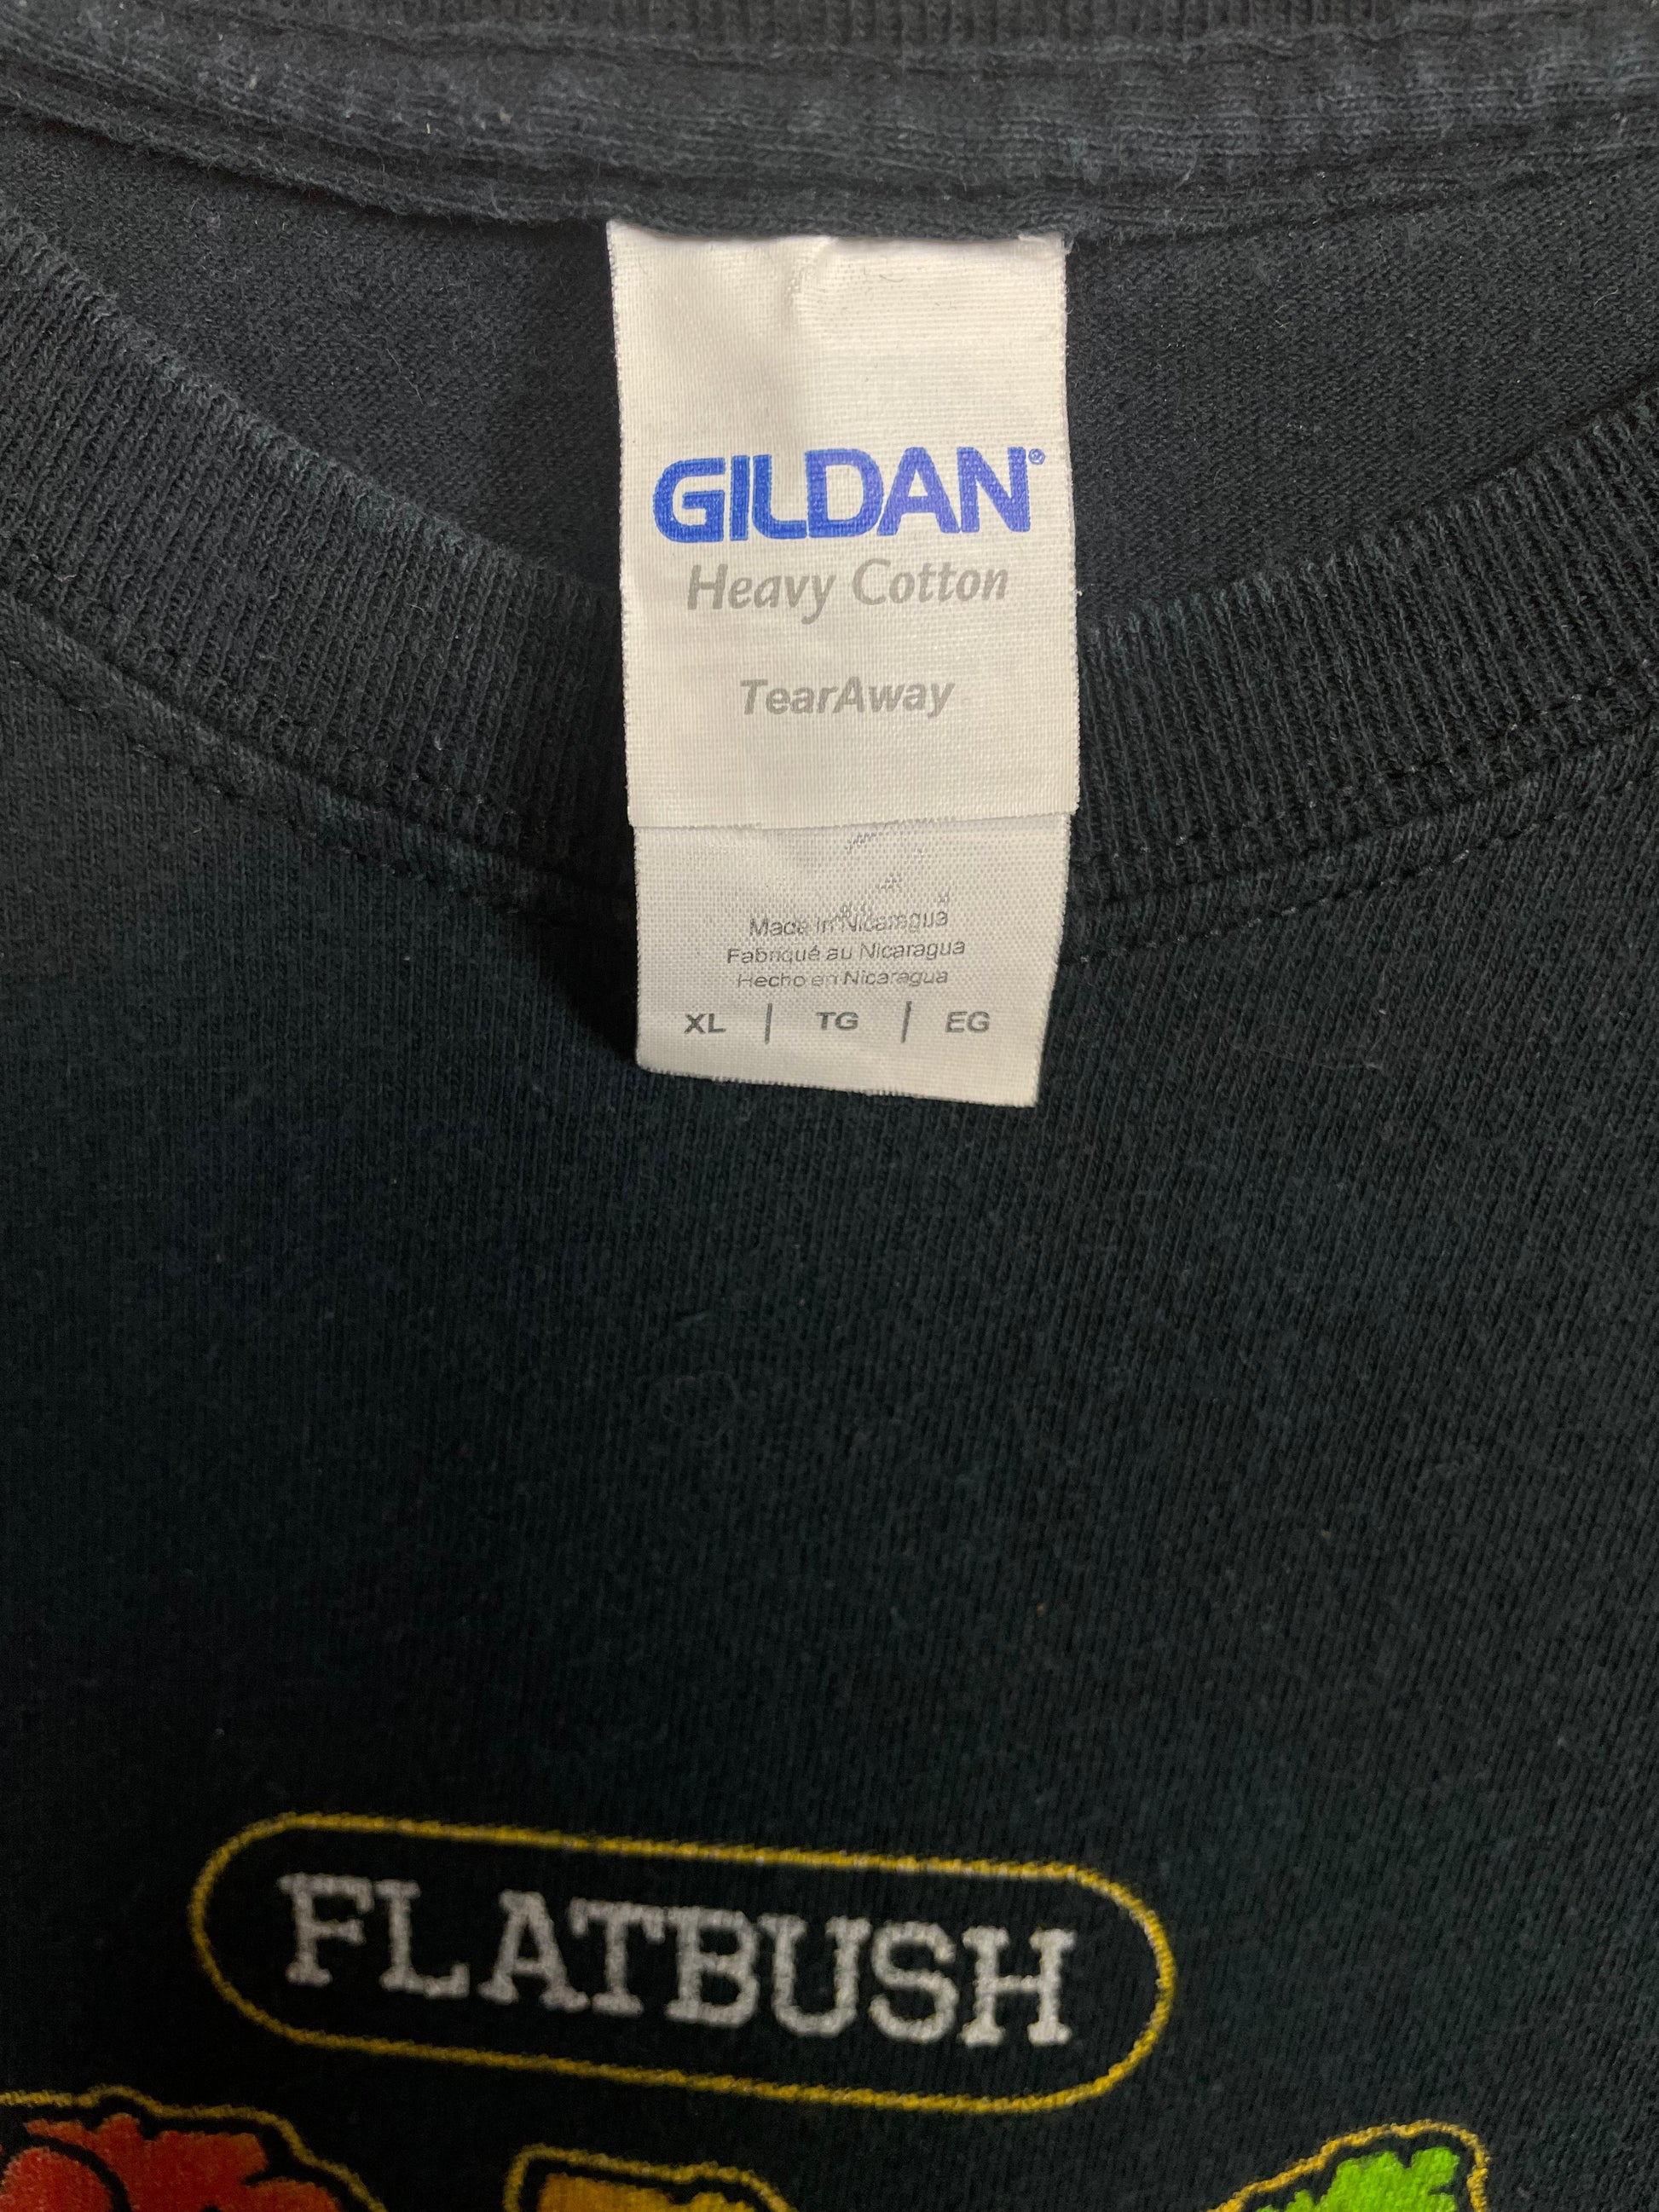 GILDAN®
Heavy Cotton
TearAway
Made in Nicaragua
Fabriqué au Nicaragua
Hecho en Nicaragua
XL | TG | EG
FLATBUSH